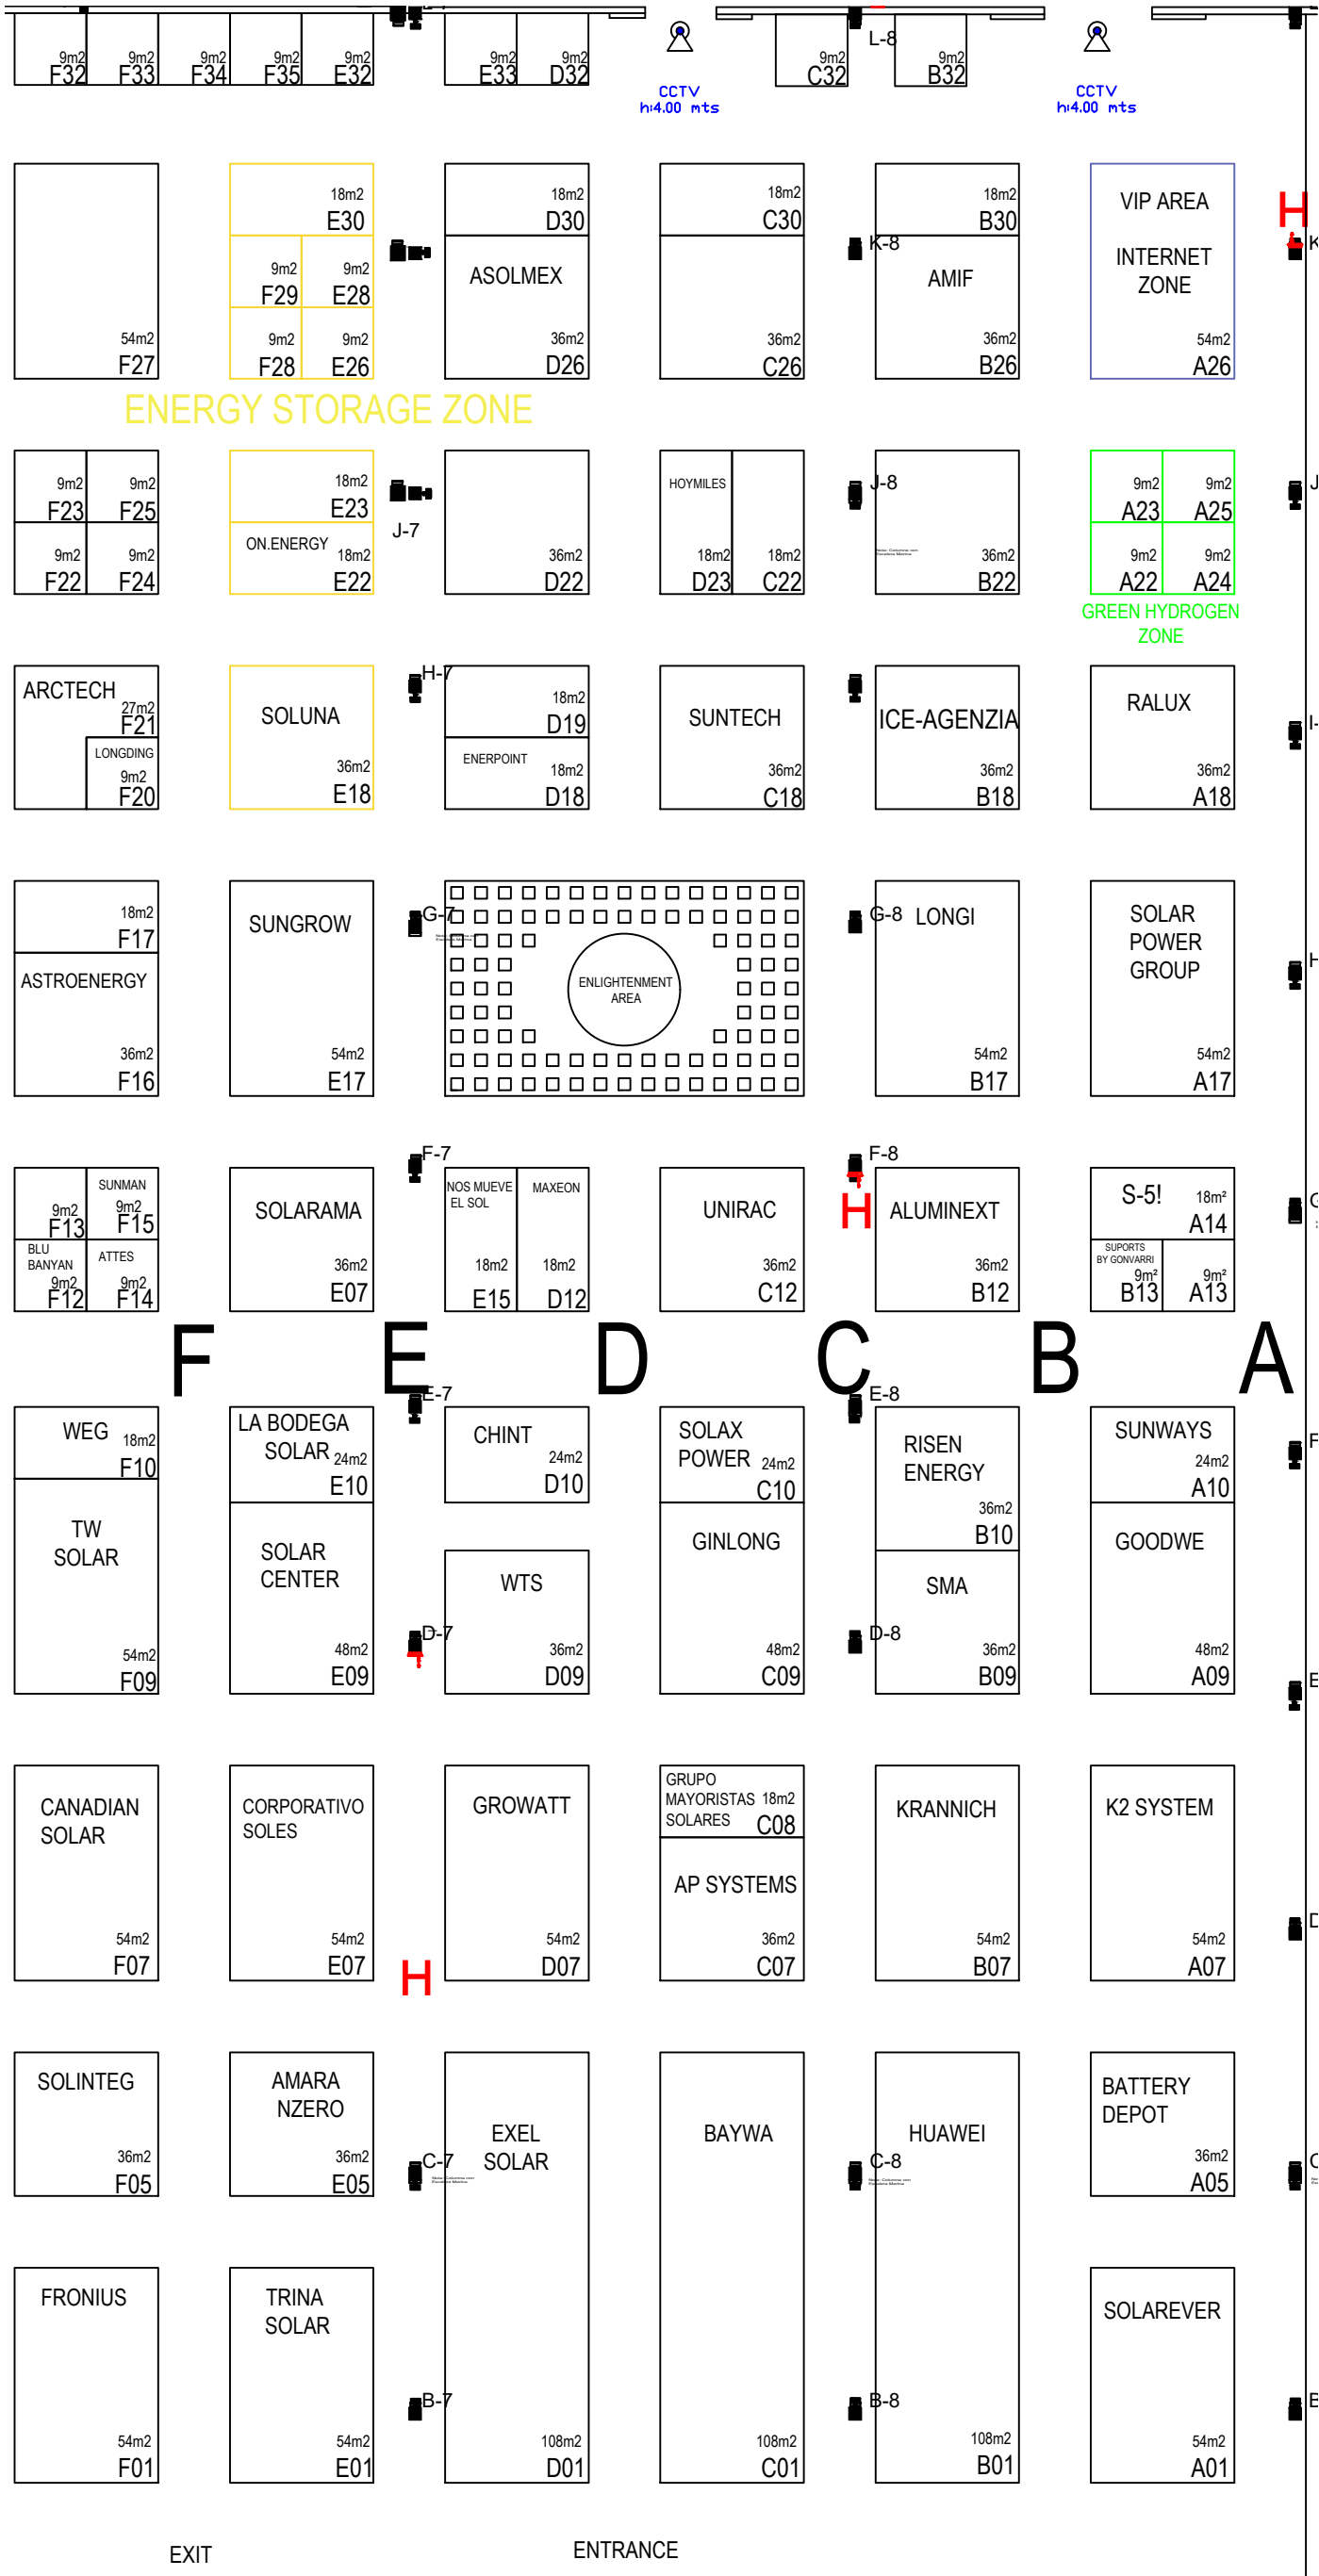 L-8
9m2 9m2 9m2 9m2 9m2 9m2 9m2 9m2 9m2
F32 F33 F34 F35 E32 E33 D32 C32 B32
CCTV
h:4.00 mts
CCTV
h:4.00 mts
18m2
E30
9m2 9m2
F29 E28
9m2 9m2
F28 E26
54m2
F27
18m2
D30
ASOLMEX
36m2
D26
18m2
C30
36m2
C26
K-8
18m2
B30
AMIF
36m2
B26
VIP AREA
INTERNET
ZONE
54m2
A26
H
K
ENERGY STORAGE ZONE
9m2 9m2
F23 F25
9m2 9m2
F22 F24
18m2
E23
ON.ENERGY
18m2
E22
J-7
36m2
D22
HOYMILES
18m2 18m2
D23 C22
J-8
36m2
B22
9m2 9m2
A23 A25
9m2 9m2
A22 A24
J
GREEN HYDROGEN
ZONE
ARCTECH
27m2
F21
LONGDING
9m2
F20
SOLUNA
36m2
E18
H-7
18m2
D19
ENERPOINT
18m2
D18
SUNTECH
36m2
C18
ICE-AGENZIA
36m2
B18
RALUX
36m2
A18
I-
18m2
F17
ASTROENERGY
36m2
F16
SUNGROW
54m2
E17
G-7
ENLIGHTENMENT
AREA
G-8
LONGI
54m2
B17
SOLAR
POWER
GROUP
54m2
A17
H
F-7
F-8
9m2
F13
SUNMAN
9m2
F15
BLU
BANYAN
9m2
F12
ATTES
9m2
F14
SOLARAMA
36m2
E07
NOS MUEVE
EL SOL
18m2
E15
MAXEON
18m2
D12
UNIRAC
36m2
C12
H
ALUMINEXT
36m2
B12
S-5!
18m²
A14
SUPORTS
BY GONVARRI
9m²
B13
9m²
A13
G
F E D C B A
E-7
E-8
WEG
18m2
F10
TW
SOLAR
54m2
F09
LA BODEGA
SOLAR
24m2
E10
SOLAR
CENTER
48m2
E09
CHINT
24m2
D10
WTS
36m2
D09
D-7
SOLAX
POWER
24m2
C10
GINLONG
48m2
C09
D-8
RISEN
ENERGY
36m2
B10
SMA
36m2
B09
SUNWAYS
24m2
A10
GOODWE
48m2
A09
F
E
CANADIAN
SOLAR
54m2
F07
CORPORATIVO
SOLES
54m2
E07
H
GROWATT
54m2
D07
GRUPO
MAYORISTAS
SOLARES
18m2
C08
AP SYSTEMS
36m2
C07
KRANNICH
54m2
B07
K2 SYSTEM
54m2
A07
D
SOLINTEG
36m2
F05
AMARA
NZERO
36m2
E05
C-7
EXEL
SOLAR
108m2
D01
BAYWA
108m2
C01
C-8
HUAWEI
108m2
B01
BATTERY
DEPOT
36m2
A05
C
FRONIUS
54m2
F01
TRINA
SOLAR
54m2
E01
B-7
B-8
SOLAREVER
54m2
A01
B
EXIT
ENTRANCE